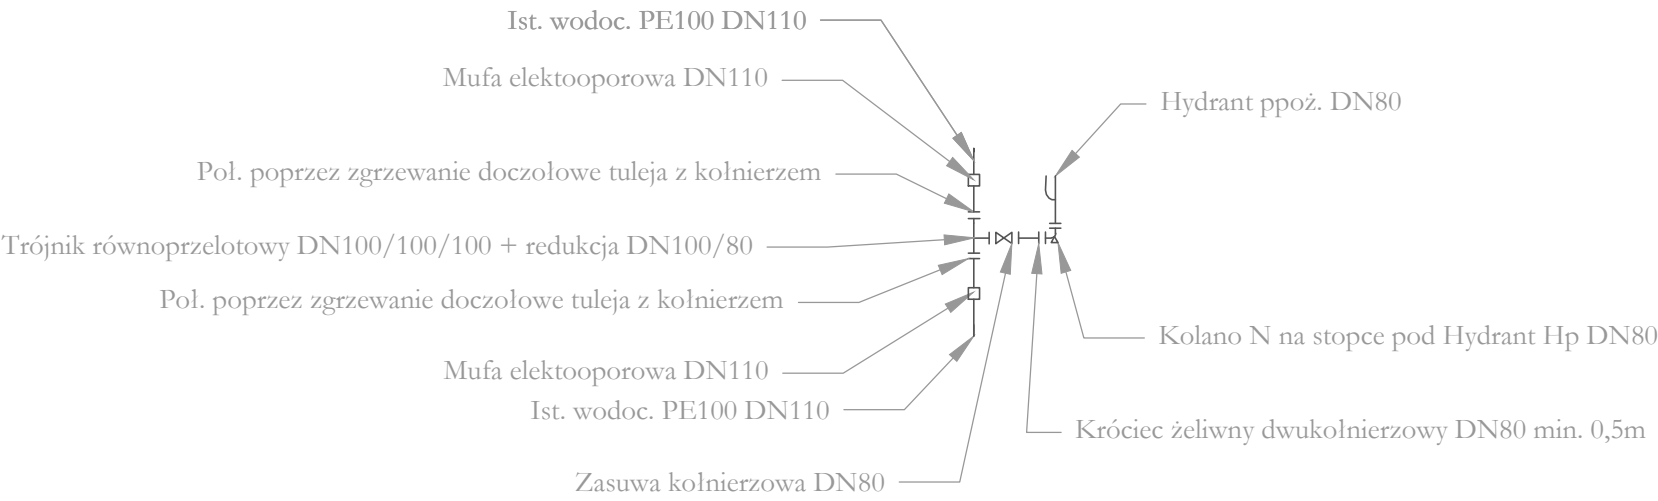 Ist. wodoc. PE100 DN110
Mufa elektooporowa DN110
Hydrant ppoż. DN80
Poł. poprzez zgrzewanie doczołowe tuleja z kołnierzem
Trójnik równoprzelotowy DN100/100/100 + redukcja DN100/80
Poł. poprzez zgrzewanie doczołowe tuleja z kołnierzem
Kolano N na stopce pod Hydrant Hp DN80
Mufa elektooporowa DN110
Ist. wodoc. PE100 DN110
Króciec żeliwny dwukołnierzowy DN80 min. 0,5m
Zasuwa kołnierzowa DN80